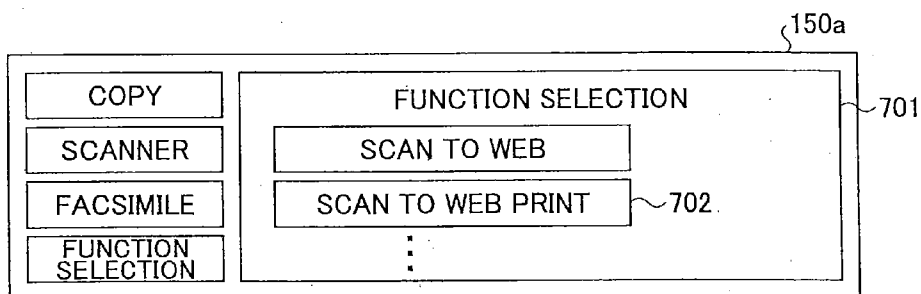 150a
COPY
SCANNER
FACSIMILE
FUNCTION
SELECTION
FUNCTION SELECTION
701
SCAN TO WEB
SCAN TO WEB PRINT
702